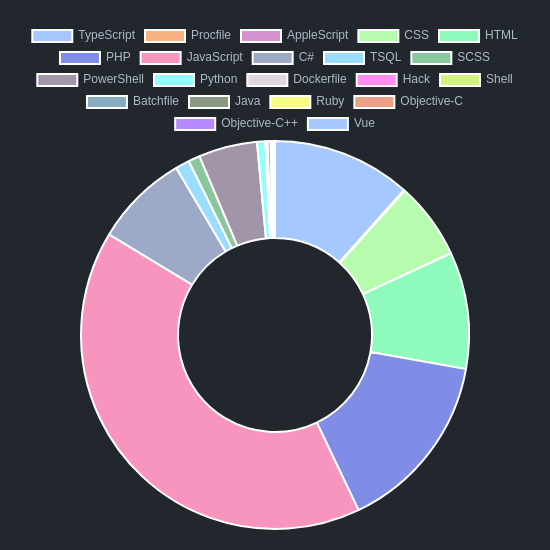 TypeScript Procfile AppleScript CSS HTML
PHP JavaScript C# TSQL SCSS
PowerShell Python Dockerfile Hack Shell
Batchfile Java Ruby Objective-C
Objective-C++ Vue